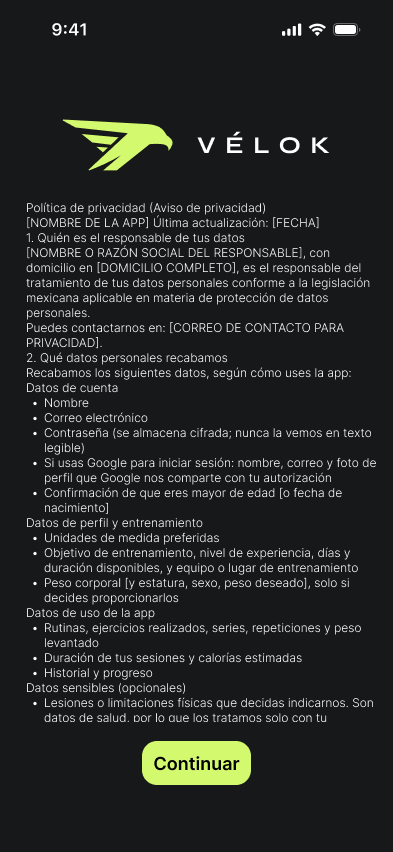 9:41
VÉLOK
Política de privacidad (Aviso de privacidad)
[NOMBRE DE LA APP] Última actualización: [FECHA]
1. Quién es el responsable de tus datos
[NOMBRE O RAZÓN SOCIAL DEL RESPONSABLE], con
domicilio en [DOMICILIO COMPLETO], es el responsable del
tratamiento de tus datos personales conforme a la legislación
mexicana aplicable en materia de protección de datos
personales.
Puedes contactarnos en: [CORREO DE CONTACTO PARA
PRIVACIDAD].
2. Qué datos personales recabamos
Recabamos los siguientes datos, según cómo uses la app:
Datos de cuenta
• Nombre
• Correo electrónico
• Contraseña (se almacena cifrada; nunca la vemos en texto
legible)
• Si usas Google para iniciar sesión: nombre, correo y foto de
perfil que Google nos comparte con tu autorización
• Confirmación de que eres mayor de edad [o fecha de
nacimiento]
Datos de perfil y entrenamiento
• Unidades de medida preferidas
• Objetivo de entrenamiento, nivel de experiencia, días y
duración disponibles, y equipo o lugar de entrenamiento
• Peso corporal [y estatura, sexo, peso deseado], solo si
decides proporcionarlos
Datos de uso de la app
• Rutinas, ejercicios realizados, series, repeticiones y peso
levantado
• Duración de tus sesiones y calorías estimadas
• Historial y progreso
Datos sensibles (opcionales)
• Lesiones o limitaciones físicas que decidas indicarnos. Son
datos de salud, por lo que los tratamos solo con tu
Continuar